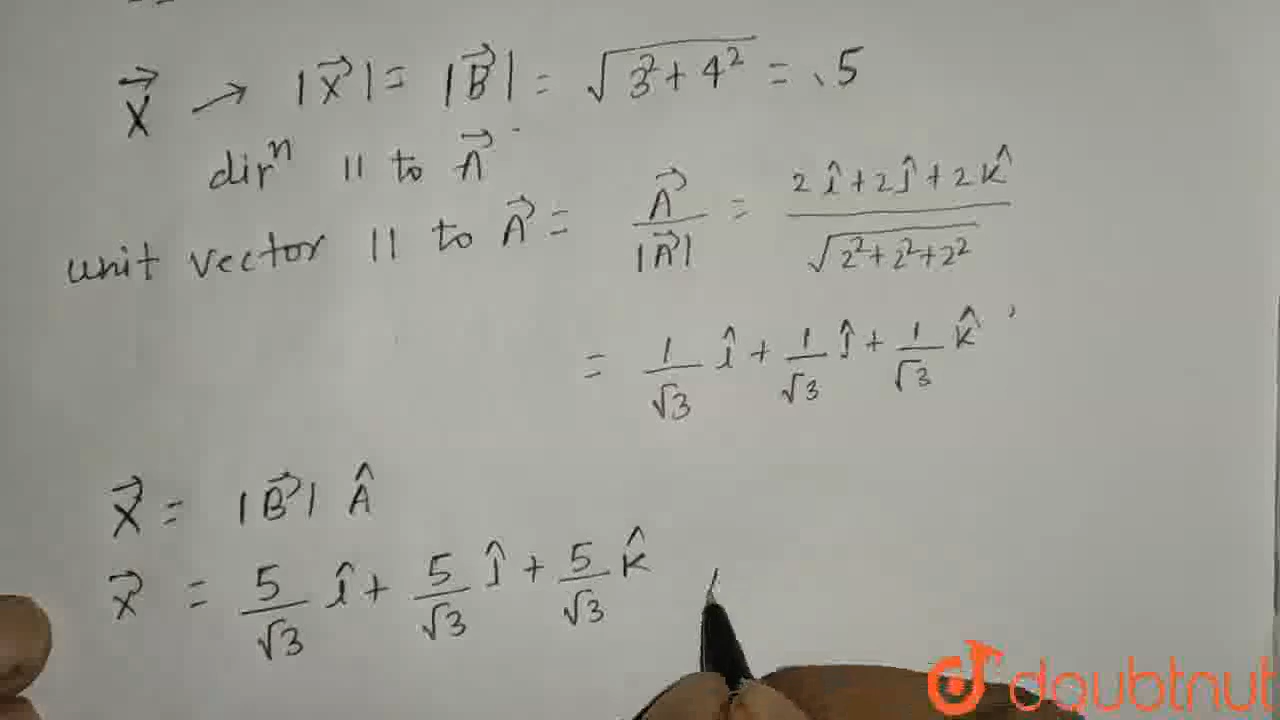 X⃗ → |X⃗| = |B⃗| = √(3²+4²) = 5
dirⁿ || to A⃗
unit vector || to A⃗ = A⃗/|A⃗| = (2î+2ĵ+2k̂)/√(2²+2²+2²)
= 1/√3 î + 1/√3 ĵ + 1/√3 k̂
X⃗ = |B⃗| Â
X⃗ = 5/√3 î + 5/√3 ĵ + 5/√3 k̂
doubtnut